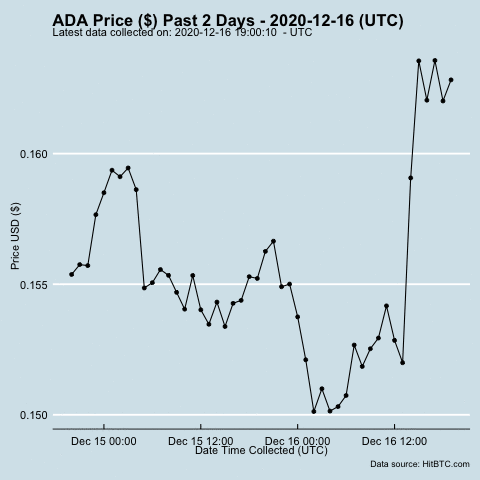 ADA Price ($) Past 2 Days - 2020-12-16 (UTC)
Latest data collected on: 2020-12-16 19:00:10  - UTC
0.160
0.155
0.150
Price USD ($)
Dec 15 00:00 Dec 15 12:00 Dec 16 00:00 Dec 16 12:00
Date Time Collected (UTC)
Data source: HitBTC.com